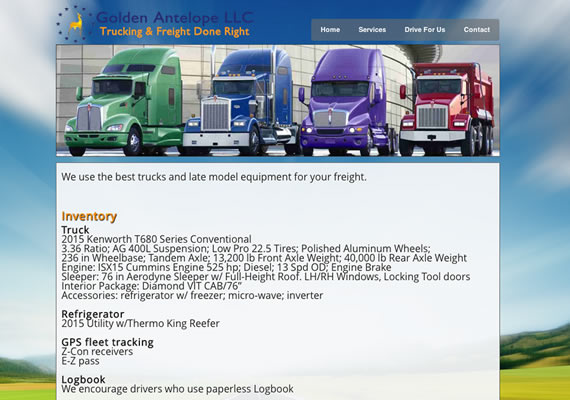 Golden Antelope LLC
Trucking & Freight Done Right
Home Services Drive For Us Contact
We use the best trucks and late model equipment for your freight.
Inventory
Truck
2015 Kenworth T680 Series Conventional
3.36 Ratio; AG 400L Suspension; Low Pro 22.5 Tires; Polished Aluminum Wheels;
236 in Wheelbase; Tandem Axle; 13,200 lb Front Axle Weight; 40,000 lb Rear Axle Weight
Engine: ISX15 Cummins Engine 525 hp; Diesel; 13 Spd OD; Engine Brake
Sleeper: 76 in Aerodyne Sleeper w/ Full-Height Roof. LH/RH Windows, Locking Tool doors
Interior Package: Diamond VIT CAB/76”
Accessories: refrigerator w/ freezer; micro-wave; inverter
Refrigerator
2015 Utility w/Thermo King Reefer
GPS fleet tracking
Z-Con receivers
E-Z pass
Logbook
We encourage drivers who use paperless Logbook